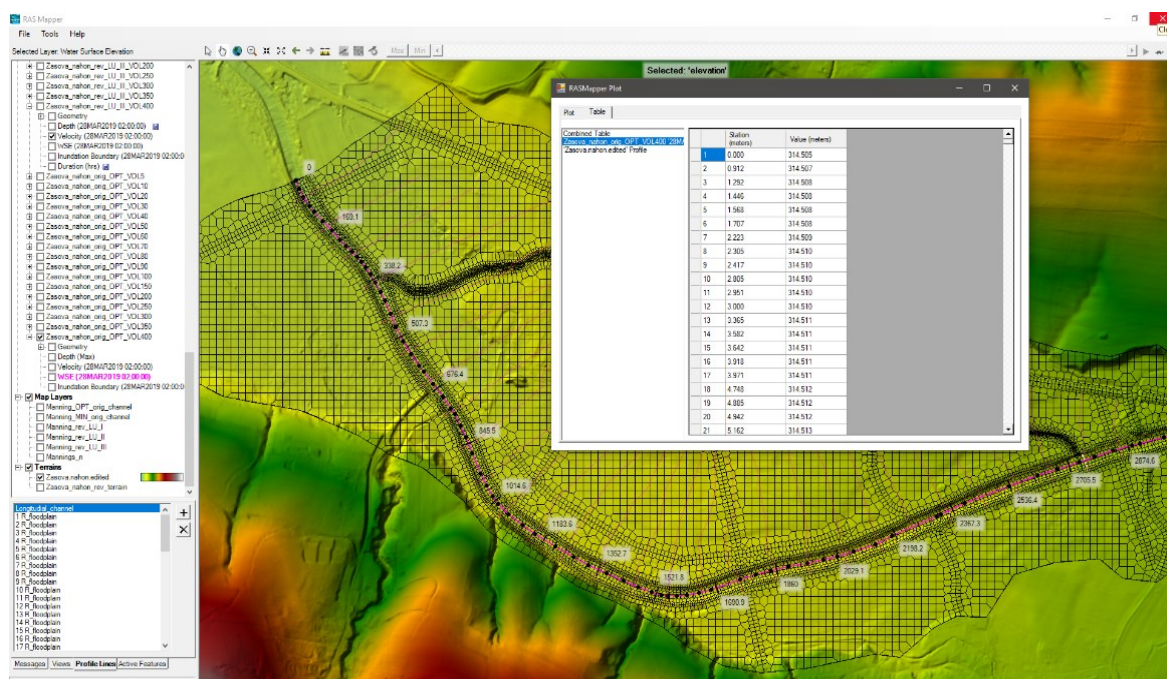 RAS Mapper
File Tools Help
Selected Layer: Water Surface Elevation
Max Min
Clo
Zasova_nahon_rev_LU_II_VOL200
Zasova_nahon_rev_LU_II_VOL250
Zasova_nahon_rev_LU_II_VOL300
Zasova_nahon_rev_LU_II_VOL350
Zasova_nahon_rev_LU_II_VOL400
Geometry
Depth (28MAR2019 02:00:00)
Velocity (28MAR2019 02:00:00)
WSE (28MAR2019 02:00:00)
Inundation Boundary (28MAR2019 02:00:0
Duration (hrs)
Zasova_nahon_orig_OPT_VOL5
Zasova_nahon_orig_OPT_VOL10
Zasova_nahon_orig_OPT_VOL20
Zasova_nahon_orig_OPT_VOL30
Zasova_nahon_orig_OPT_VOL40
Zasova_nahon_orig_OPT_VOL50
Zasova_nahon_orig_OPT_VOL60
Zasova_nahon_orig_OPT_VOL70
Zasova_nahon_orig_OPT_VOL80
Zasova_nahon_orig_OPT_VOL90
Zasova_nahon_orig_OPT_VOL100
Zasova_nahon_orig_OPT_VOL150
Zasova_nahon_orig_OPT_VOL200
Zasova_nahon_orig_OPT_VOL250
Zasova_nahon_orig_OPT_VOL300
Zasova_nahon_orig_OPT_VOL350
Zasova_nahon_orig_OPT_VOL400
Geometry
Depth (Max)
Velocity (28MAR2019 02:00:00)
WSE (28MAR2019 02:00:00)
Inundation Boundary (28MAR2019 02:00:0
Map Layers
Manning_OPT_orig_channel
Manning_MIN_orig_channel
Manning_rev_LU_I
Manning_rev_LU_II
Manning_rev_LU_III
Mannings_n
Terrains
Zasova.nahon.edited
Zasova_nahon_rev_terrain
Longitudial_channel
1 R_floodplain
2 R_floodplain
3 R_floodplain
4 R_floodplain
5 R_floodplain
6 R_floodplain
7 R_floodplain
8 R_floodplain
9 R_floodplain
10 R_floodplain
11 R_floodplain
12 R_floodplain
13 R_floodplain
14 R_floodplain
15 R_floodplain
16 R_floodplain
17 R_floodplain
Messages Views Profile Lines Active Features
Selected: 'elevation'
0
169.1
338.2
507.3
676.4
845.5
1014.6
1183.6
1352.7
1521.8
1690.9
1860
2029.1
2198.2
2367.3
2536.4
2705.5
2874.6
RASMapper Plot
Plot Table
Combined Table
Zasova_nahon_orig_OPT_VOL400 '28M
'Zasova.nahon.edited' Profile
Station (meters) Value (meters)
1 0.000 314.505
2 0.912 314.507
3 1.292 314.508
4 1.446 314.508
5 1.568 314.508
6 1.707 314.508
7 2.223 314.509
8 2.305 314.510
9 2.417 314.510
10 2.805 314.510
11 2.951 314.510
12 3.000 314.510
13 3.365 314.511
14 3.582 314.511
15 3.642 314.511
16 3.918 314.511
17 3.971 314.511
18 4.748 314.512
19 4.885 314.512
20 4.942 314.512
21 5.162 314.513